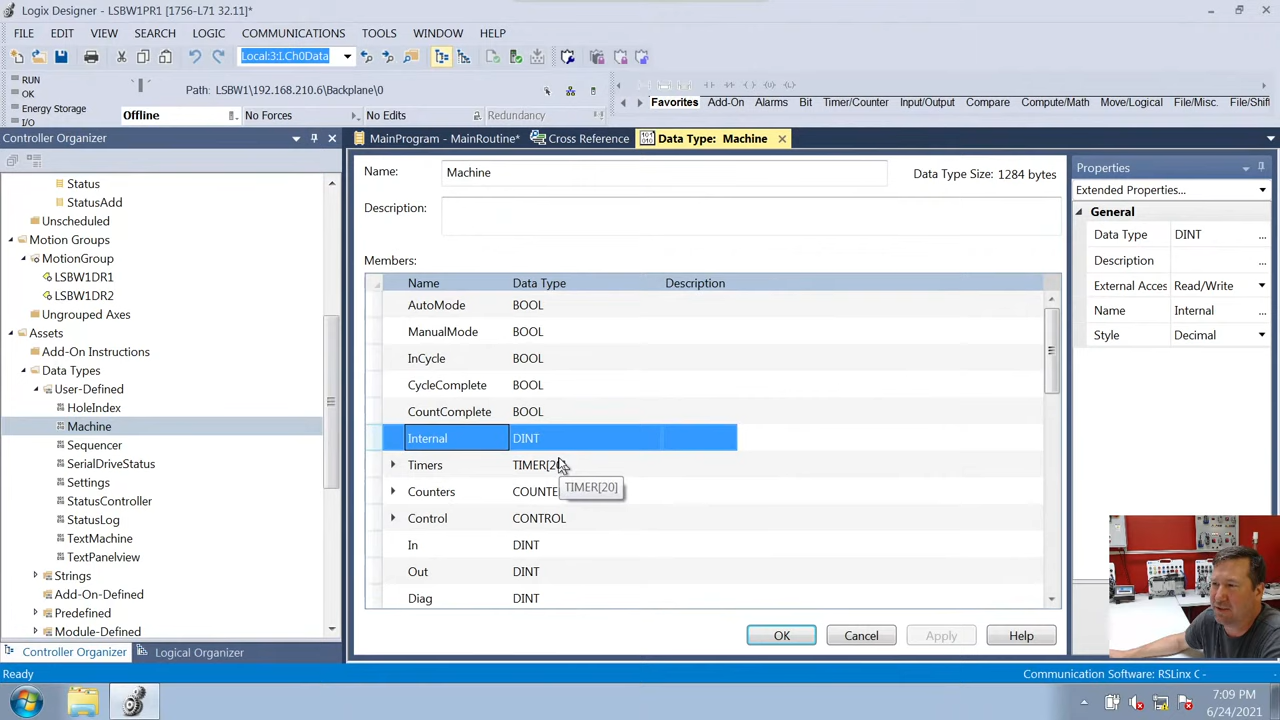 Logix Designer - LSBW1PR1 [1756-L71 32.11]*
FILE EDIT VIEW SEARCH LOGIC COMMUNICATIONS TOOLS WINDOW HELP
Local:3:I.Ch0Data
RUN
OK
Energy Storage
I/O
Path: LSBW1\192.168.210.6\Backplane\0
Offline No Forces No Edits Redundancy
Favorites Add-On Alarms Bit Timer/Counter Input/Output Compare Compute/Math Move/Logical File/Misc. File/Shift
Controller Organizer
Status
StatusAdd
Unscheduled
Motion Groups
MotionGroup
LSBW1DR1
LSBW1DR2
Ungrouped Axes
Assets
Add-On Instructions
Data Types
User-Defined
HoleIndex
Machine
Sequencer
SerialDriveStatus
Settings
StatusController
StatusLog
TextMachine
TextPanelview
Strings
Add-On-Defined
Predefined
Module-Defined
Controller Organizer Logical Organizer
MainProgram - MainRoutine* Cross Reference Data Type: Machine
Name: Machine Data Type Size: 1284 bytes
Description:
Members:
Name Data Type Description
AutoMode BOOL
ManualMode BOOL
InCycle BOOL
CycleComplete BOOL
CountComplete BOOL
Internal DINT
Timers TIMER[20]
TIMER[20]
Counters COUNTE
Control CONTROL
In DINT
Out DINT
Diag DINT
OK Cancel Apply Help
Properties
Extended Properties...
General
Data Type DINT ...
Description ...
External Acces Read/Write
Name Internal ...
Style Decimal
Ready Communication Software: RSLinx C
7:09 PM
6/24/2021